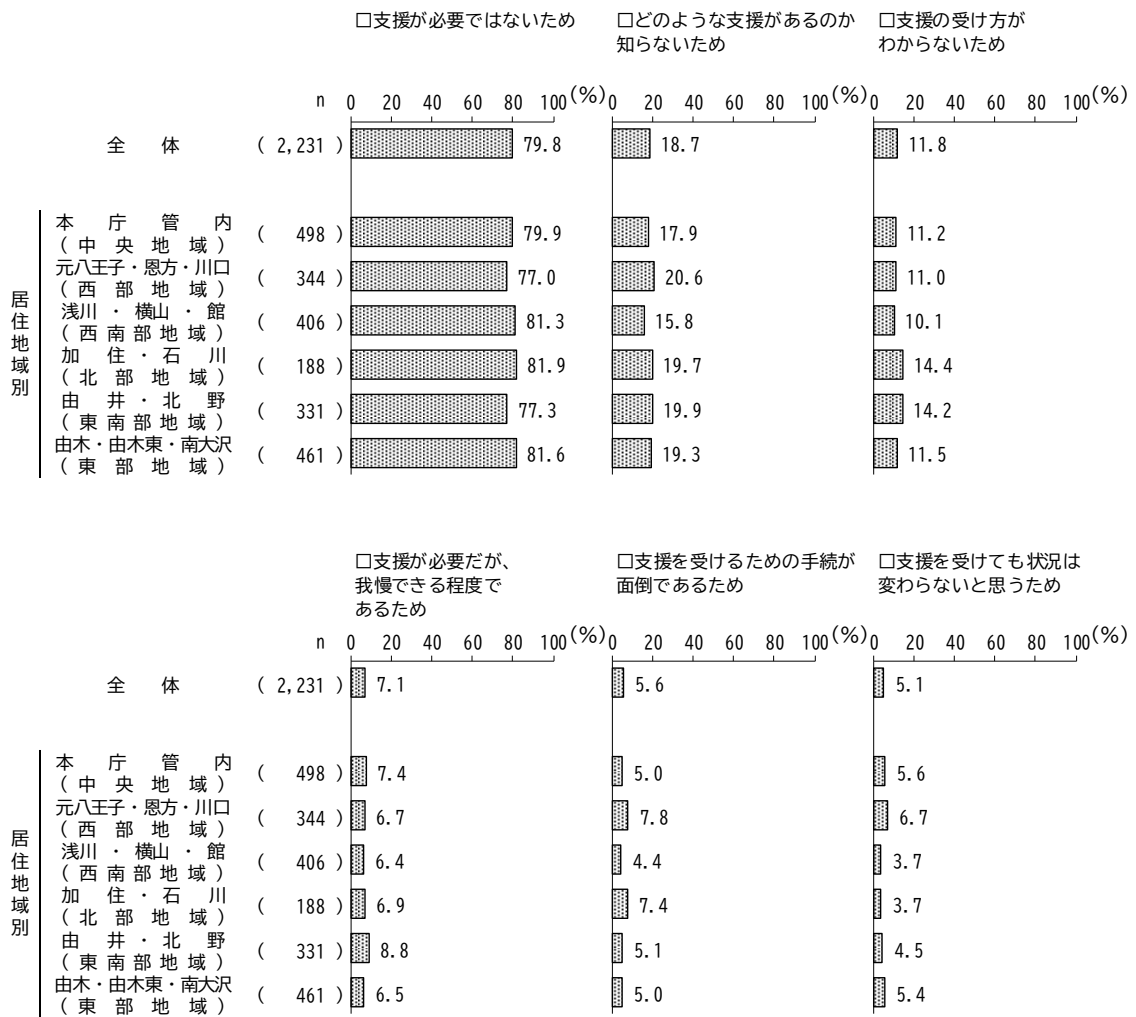 □支援が必要ではないため □どのような支援があるのか □支援の受け方が
知らないため わからないため
n 0 20 40 60 80 100(%) 0 20 40 60 80 100(%) 0 20 40 60 80 100(%)
全 体 ( 2,231 ) 79.8 18.7 11.8
居住地域別
本 庁 管 内
( 中 央 地 域 ) ( 498 ) 79.9 17.9 11.2
元八王子・恩方・川口
( 西 部 地 域 ) ( 344 ) 77.0 20.6 11.0
浅川 ・ 横山 ・ 館
( 西 南 部 地 域 ) ( 406 ) 81.3 15.8 10.1
加 住 ・ 石 川
( 北 部 地 域 ) ( 188 ) 81.9 19.7 14.4
由 井 ・ 北 野
( 東 南 部 地 域 ) ( 331 ) 77.3 19.9 14.2
由木・由木東・南大沢
( 東 部 地 域 ) ( 461 ) 81.6 19.3 11.5
□支援が必要だが、 □支援を受けるための手続が □支援を受けても状況は
我慢できる程度で 面倒であるため 変わらないと思うため
あるため
n 0 20 40 60 80 100(%) 0 20 40 60 80 100(%) 0 20 40 60 80 100(%)
全 体 ( 2,231 ) 7.1 5.6 5.1
居住地域別
本 庁 管 内
( 中 央 地 域 ) ( 498 ) 7.4 5.0 5.6
元八王子・恩方・川口
( 西 部 地 域 ) ( 344 ) 6.7 7.8 6.7
浅川 ・ 横山 ・ 館
( 西 南 部 地 域 ) ( 406 ) 6.4 4.4 3.7
加 住 ・ 石 川
( 北 部 地 域 ) ( 188 ) 6.9 7.4 3.7
由 井 ・ 北 野
( 東 南 部 地 域 ) ( 331 ) 8.8 5.1 4.5
由木・由木東・南大沢
( 東 部 地 域 ) ( 461 ) 6.5 5.0 5.4